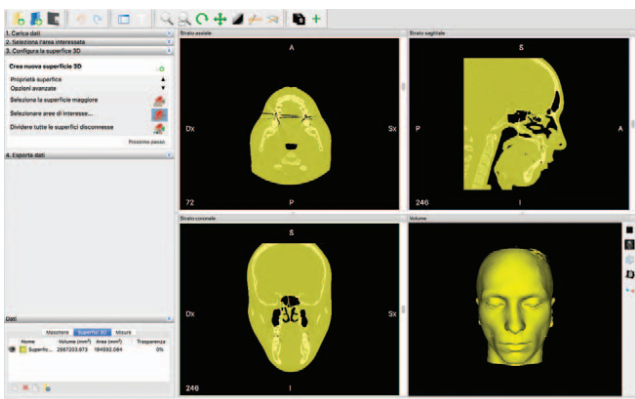 1. Carica dati
2. Seleziona l'area interessata
3. Configura la superficie 3D
Crea nuova superficie 3D
Proprietà superfice
Opzioni avanzate
Seleziona la superficie maggiore
Selezionare aree di interesse...
Dividere tutte le superfici disconnesse
Prossimo passo
4. Esporta dati
Dati
Maschere Superfici 3D Misure
Nome Volume (mm³) Area (mm²) Trasparenza
Superfic... 0%
Strato assiale
A
Dx
Sx
72
P
Strato sagittale
S
P
A
246
I
Strato coronale
S
Dx
Sx
246
I
Volume